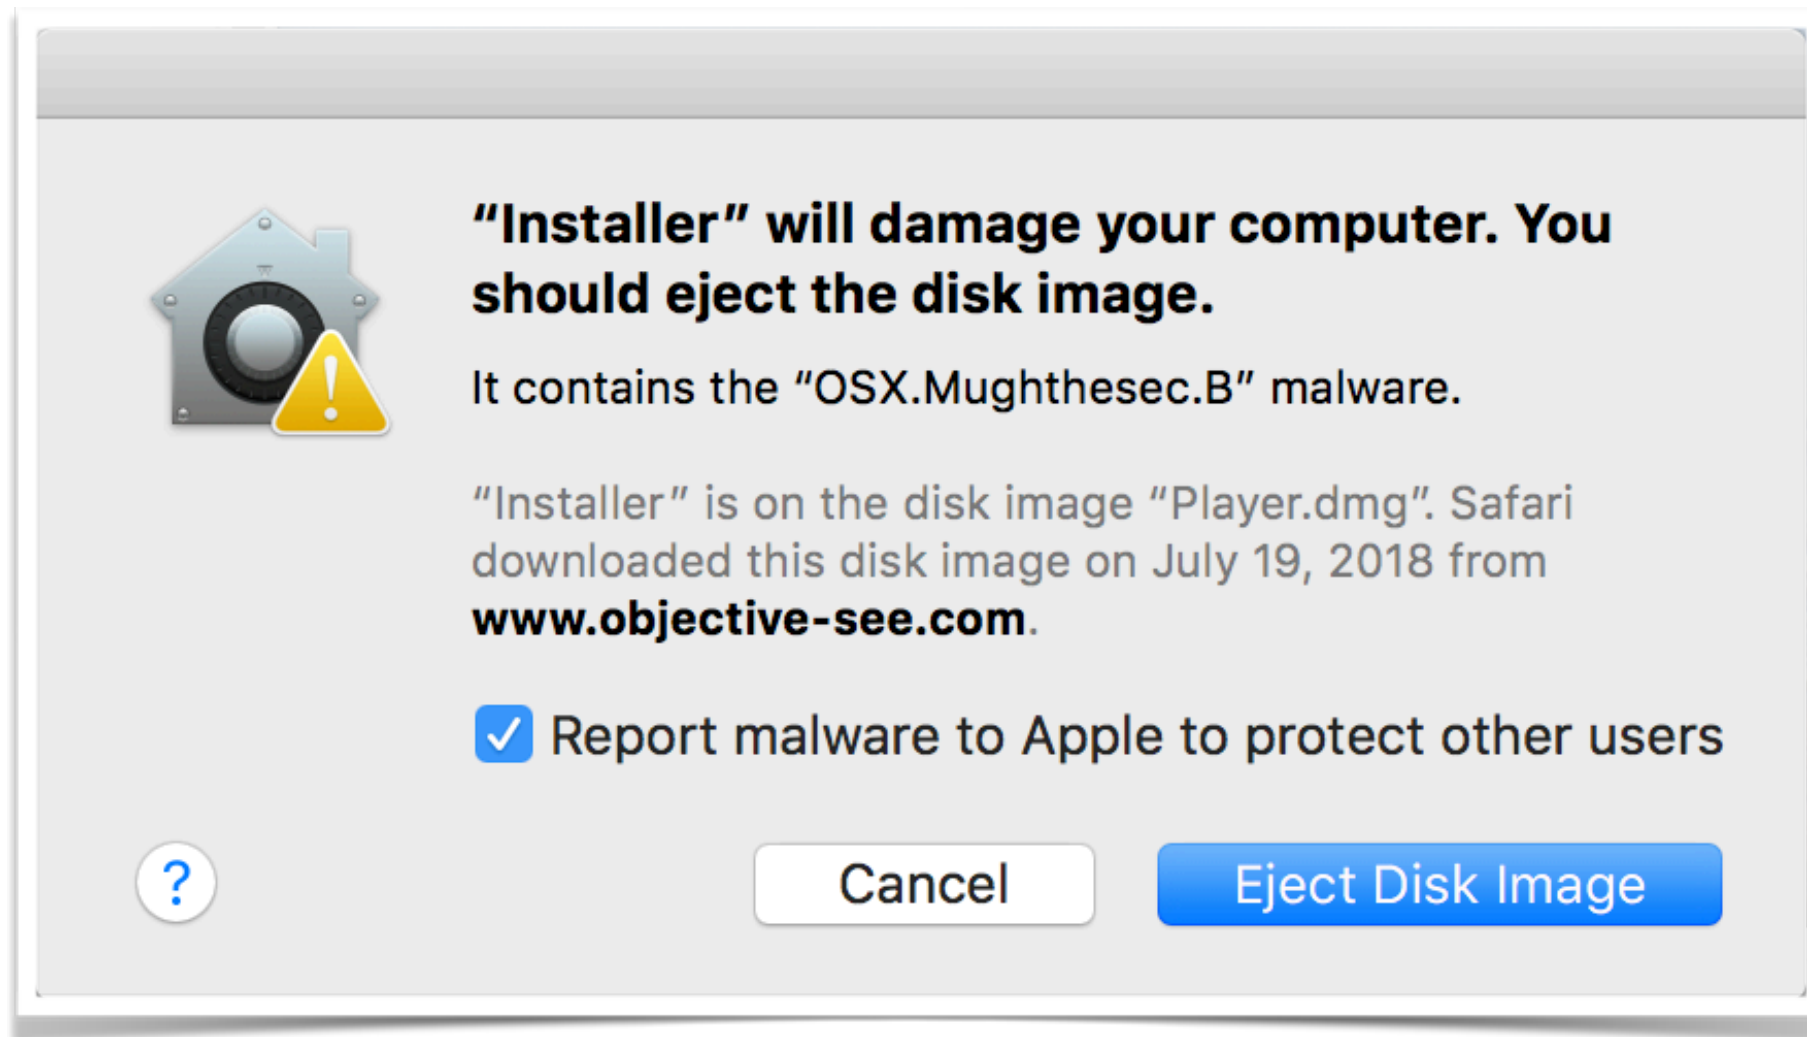 “Installer” will damage your computer. You
should eject the disk image.
It contains the “OSX.Mughthesec.B” malware.
“Installer” is on the disk image “Player.dmg”. Safari
downloaded this disk image on July 19, 2018 from
www.objective-see.com.
Report malware to Apple to protect other users
?
Cancel
Eject Disk Image